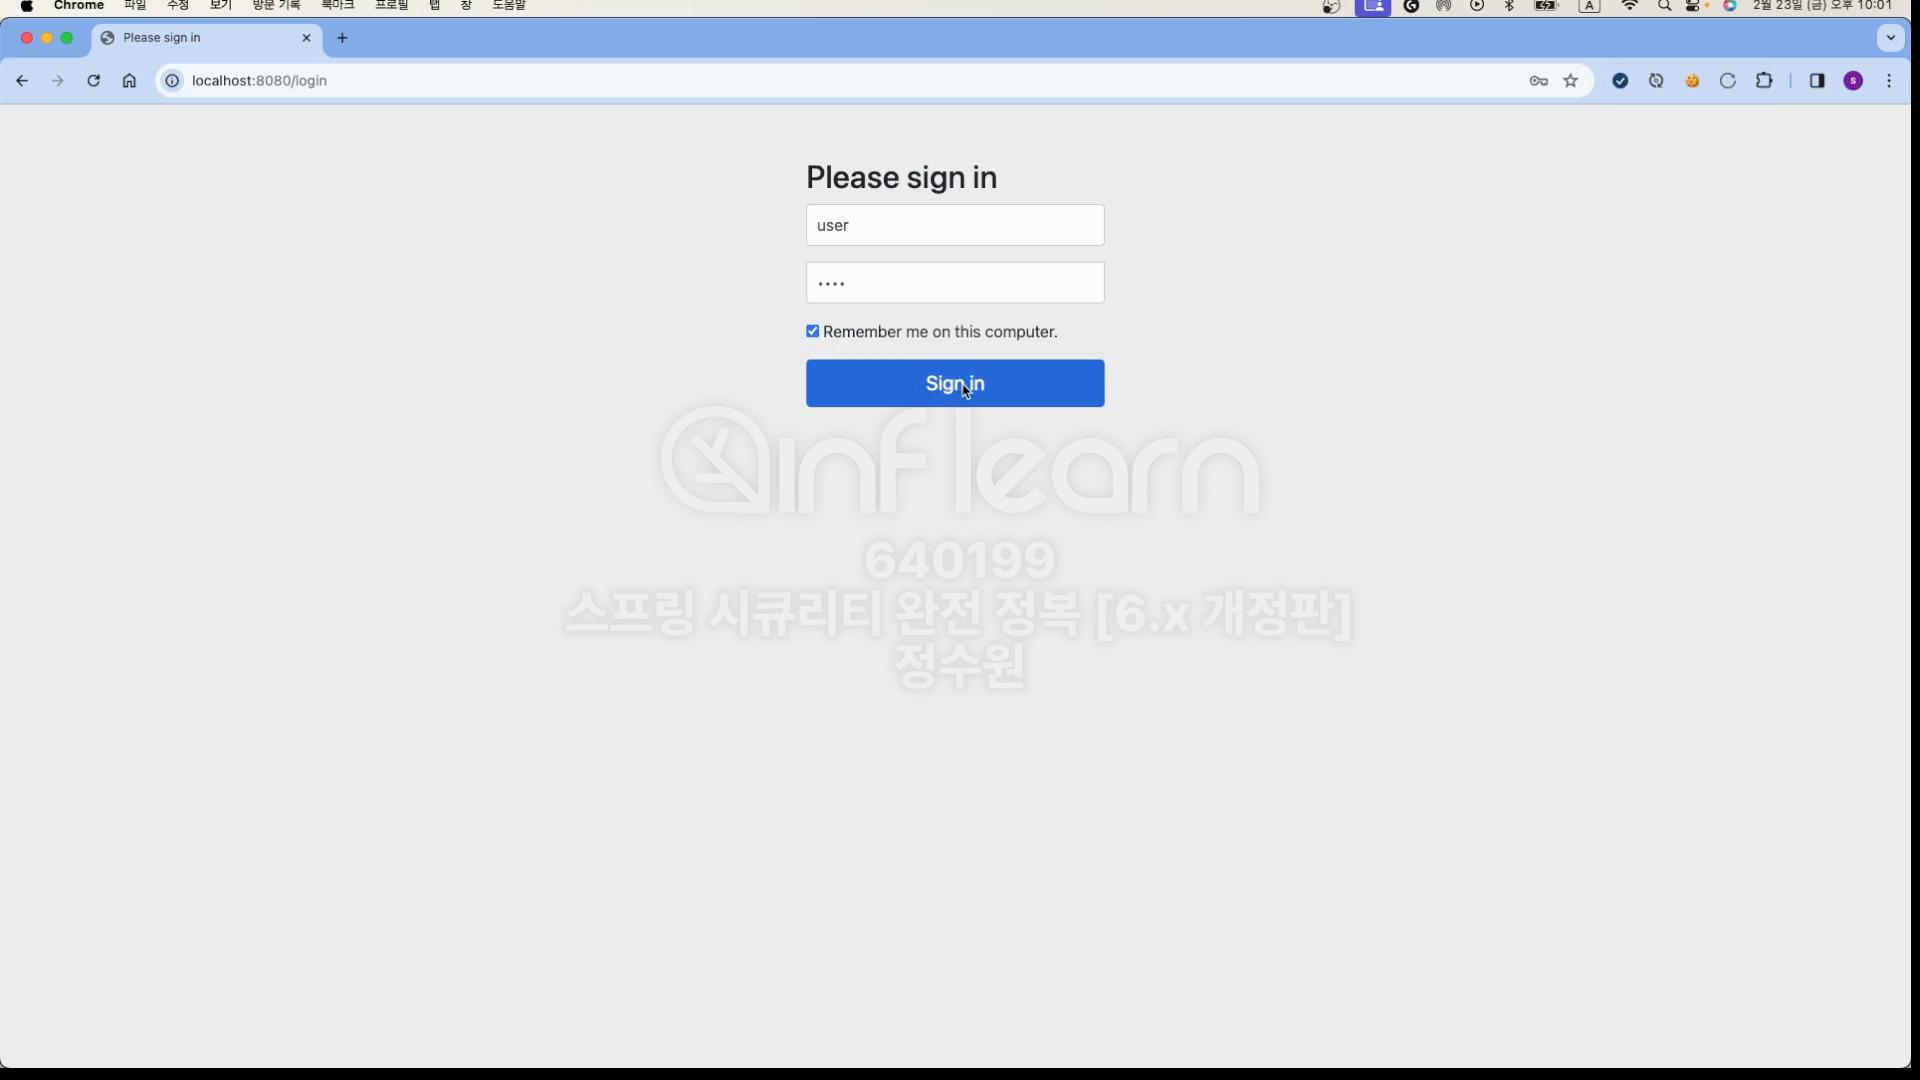 Chrome 파일 수정 보기 방문 기록 북마크 프로필 탭 창 도움말 A 2월 23일 (금) 오후 10:01
Please sign in
localhost:8080/login s
Please sign in
user
Remember me on this computer.
Sign in
inflearn
640199
스프링 시큐리티 완전 정복 [6.x 개정판]
정수원